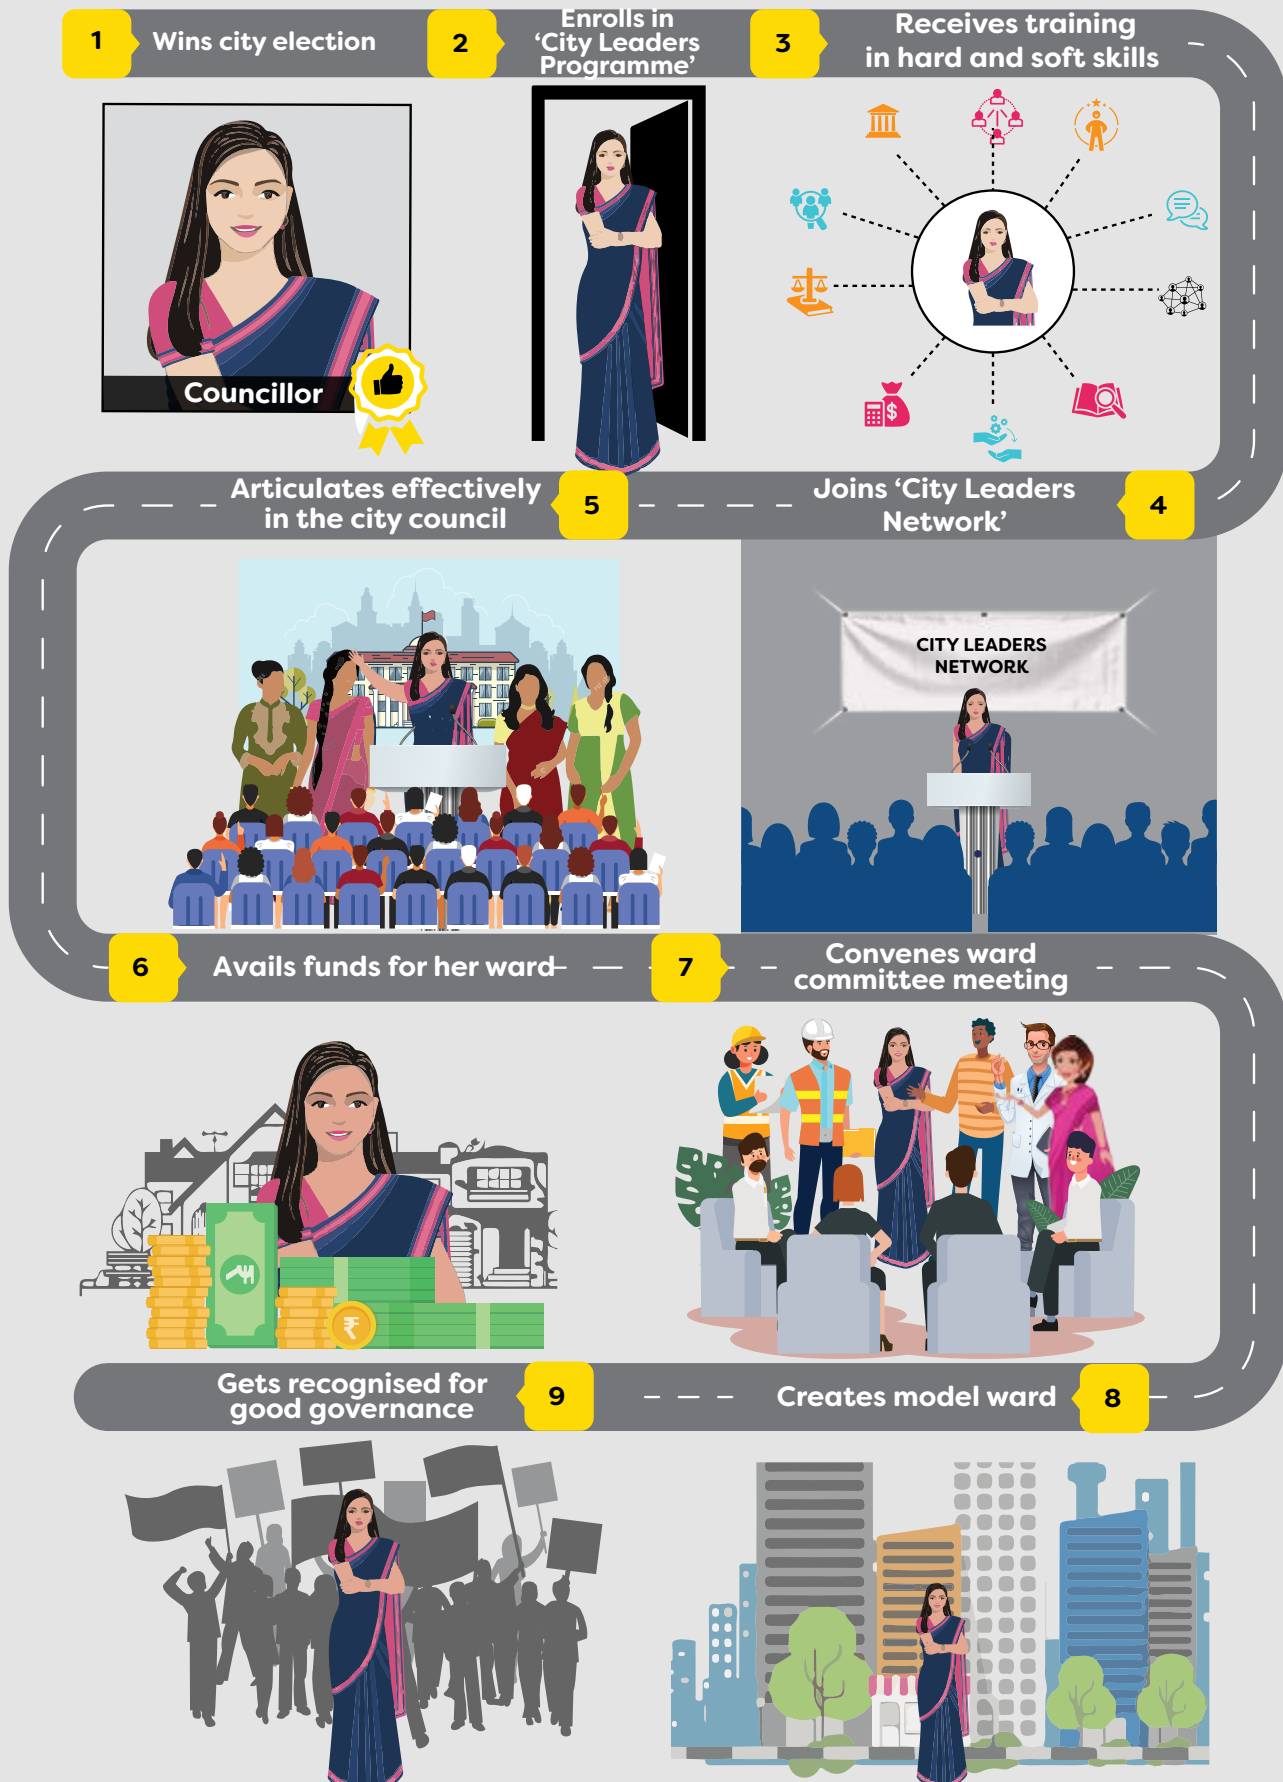 1
Wins city election
2
Enrolls in
‘City Leaders
Programme’
3
Receives training
in hard and soft skills
$
Councillor
4
Joins ‘City Leaders
Network’
CITY LEADERS
NETWORK
5
Articulates effectively
in the city council
6
Avails funds for her ward
₹
7
Convenes ward
committee meeting
8
Creates model ward
9
Gets recognised for
good governance